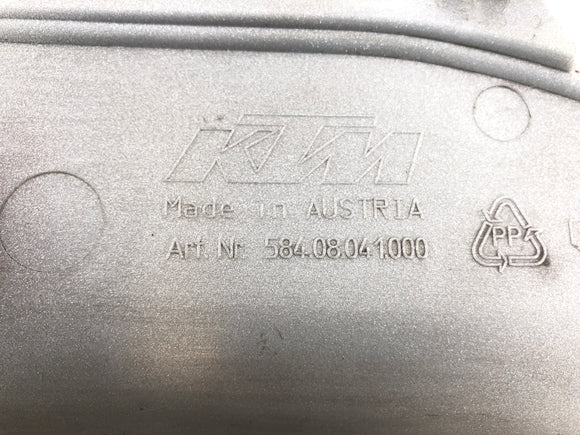 KTM
Made in AUSTRIA
Art. Nr. 584.08.041.000
PP